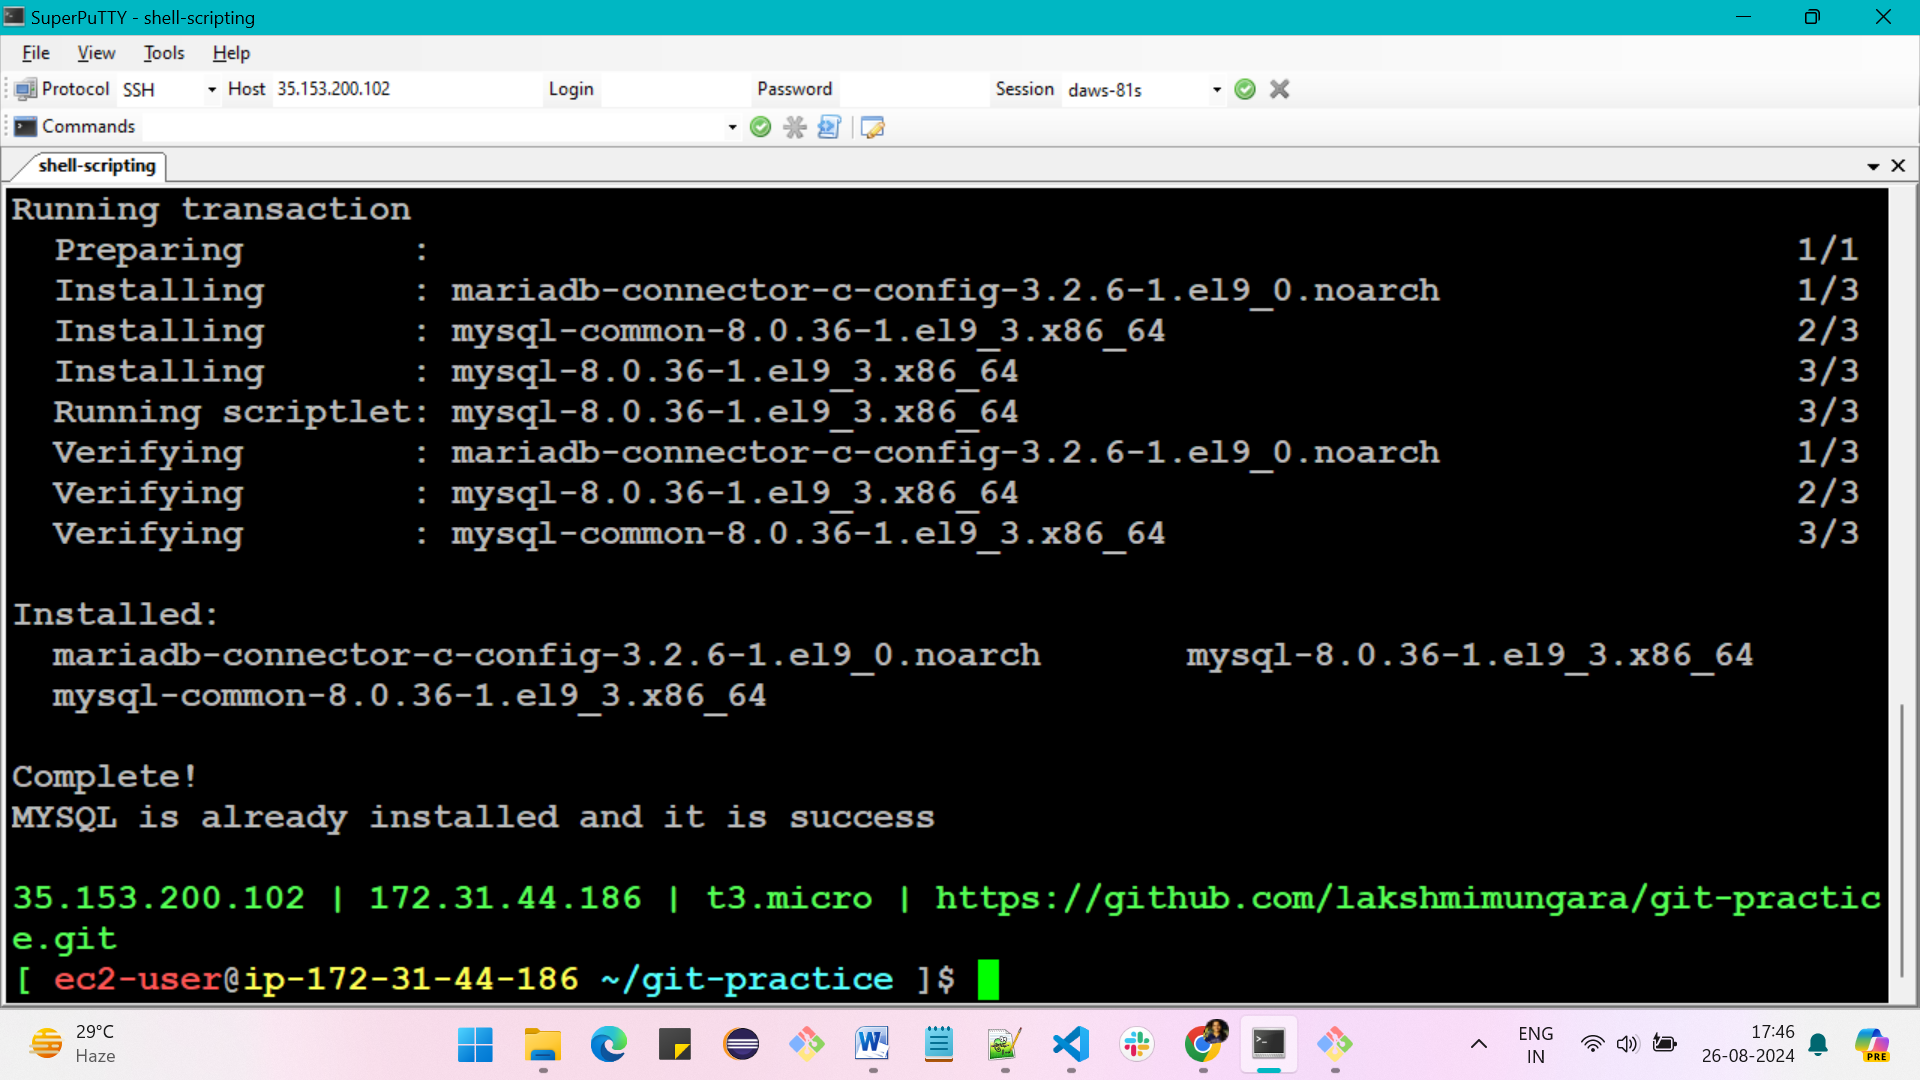 SuperPuTTY - shell-scripting
File View Tools Help
Protocol SSH Host 35.153.200.102 Login Password Session daws-81s
Commands
shell-scripting
Running transaction
  Preparing        :                                                                 1/1
  Installing       : mariadb-connector-c-config-3.2.6-1.el9_0.noarch                 1/3
  Installing       : mysql-common-8.0.36-1.el9_3.x86_64                              2/3
  Installing       : mysql-8.0.36-1.el9_3.x86_64                                     3/3
  Running scriptlet: mysql-8.0.36-1.el9_3.x86_64                                     3/3
  Verifying        : mariadb-connector-c-config-3.2.6-1.el9_0.noarch                 1/3
  Verifying        : mysql-8.0.36-1.el9_3.x86_64                                     2/3
  Verifying        : mysql-common-8.0.36-1.el9_3.x86_64                              3/3
Installed:
  mariadb-connector-c-config-3.2.6-1.el9_0.noarch       mysql-8.0.36-1.el9_3.x86_64
  mysql-common-8.0.36-1.el9_3.x86_64
Complete!
MYSQL is already installed and it is success
35.153.200.102 | 172.31.44.186 | t3.micro | https://github.com/lakshmimungara/git-practic
e.git
[ ec2-user@ip-172-31-44-186 ~/git-practice ]$
29°C
Haze
ENG
IN
17:46
26-08-2024
PRE